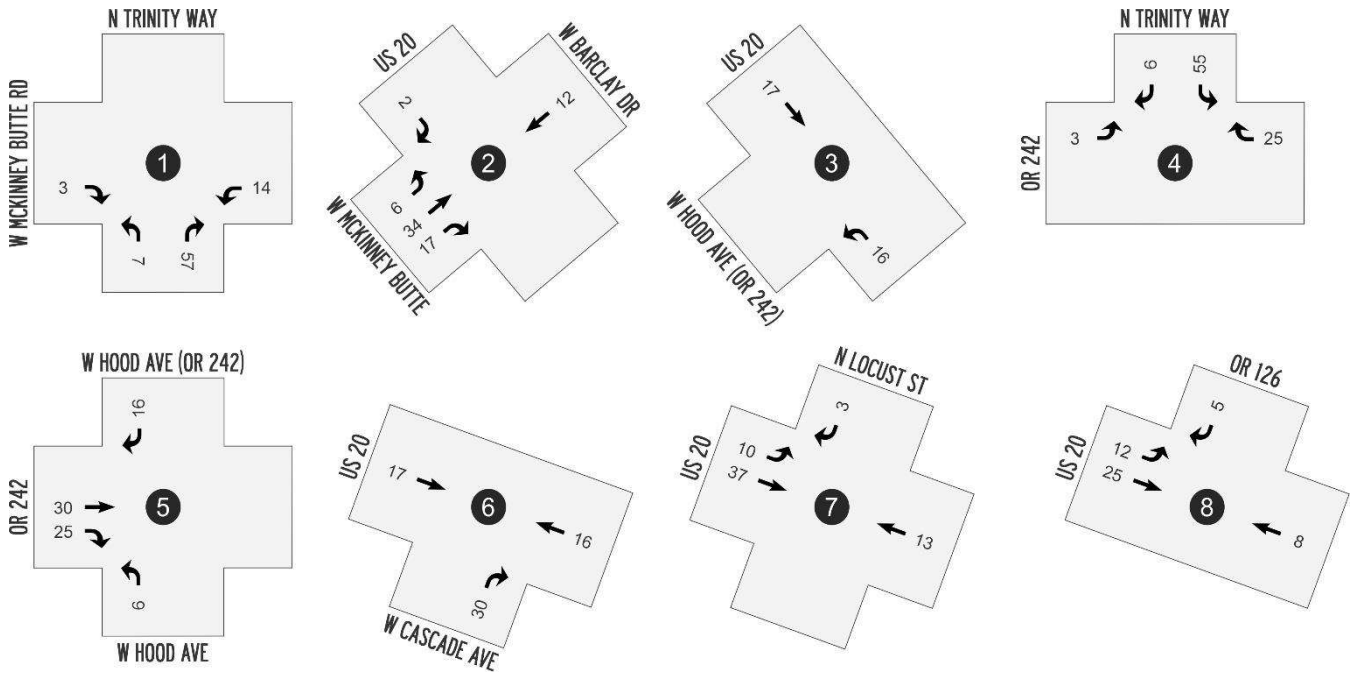 N TRINITY WAY
W MCKINNEY BUTTE RD
1
3
14
7
57
US 20
W BARCLAY DR
2
12
2
6
34
17
W MCKINNEY BUTTE
US 20
17
3
16
W HOOD AVE (OR 242)
N TRINITY WAY
6
55
OR 242
3
25
4
W HOOD AVE (OR 242)
16
OR 242
30
25
5
9
W HOOD AVE
US 20
17
6
16
30
W CASCADE AVE
N LOCUST ST
US 20
3
10
37
7
13
OR 126
US 20
5
12
25
8
8